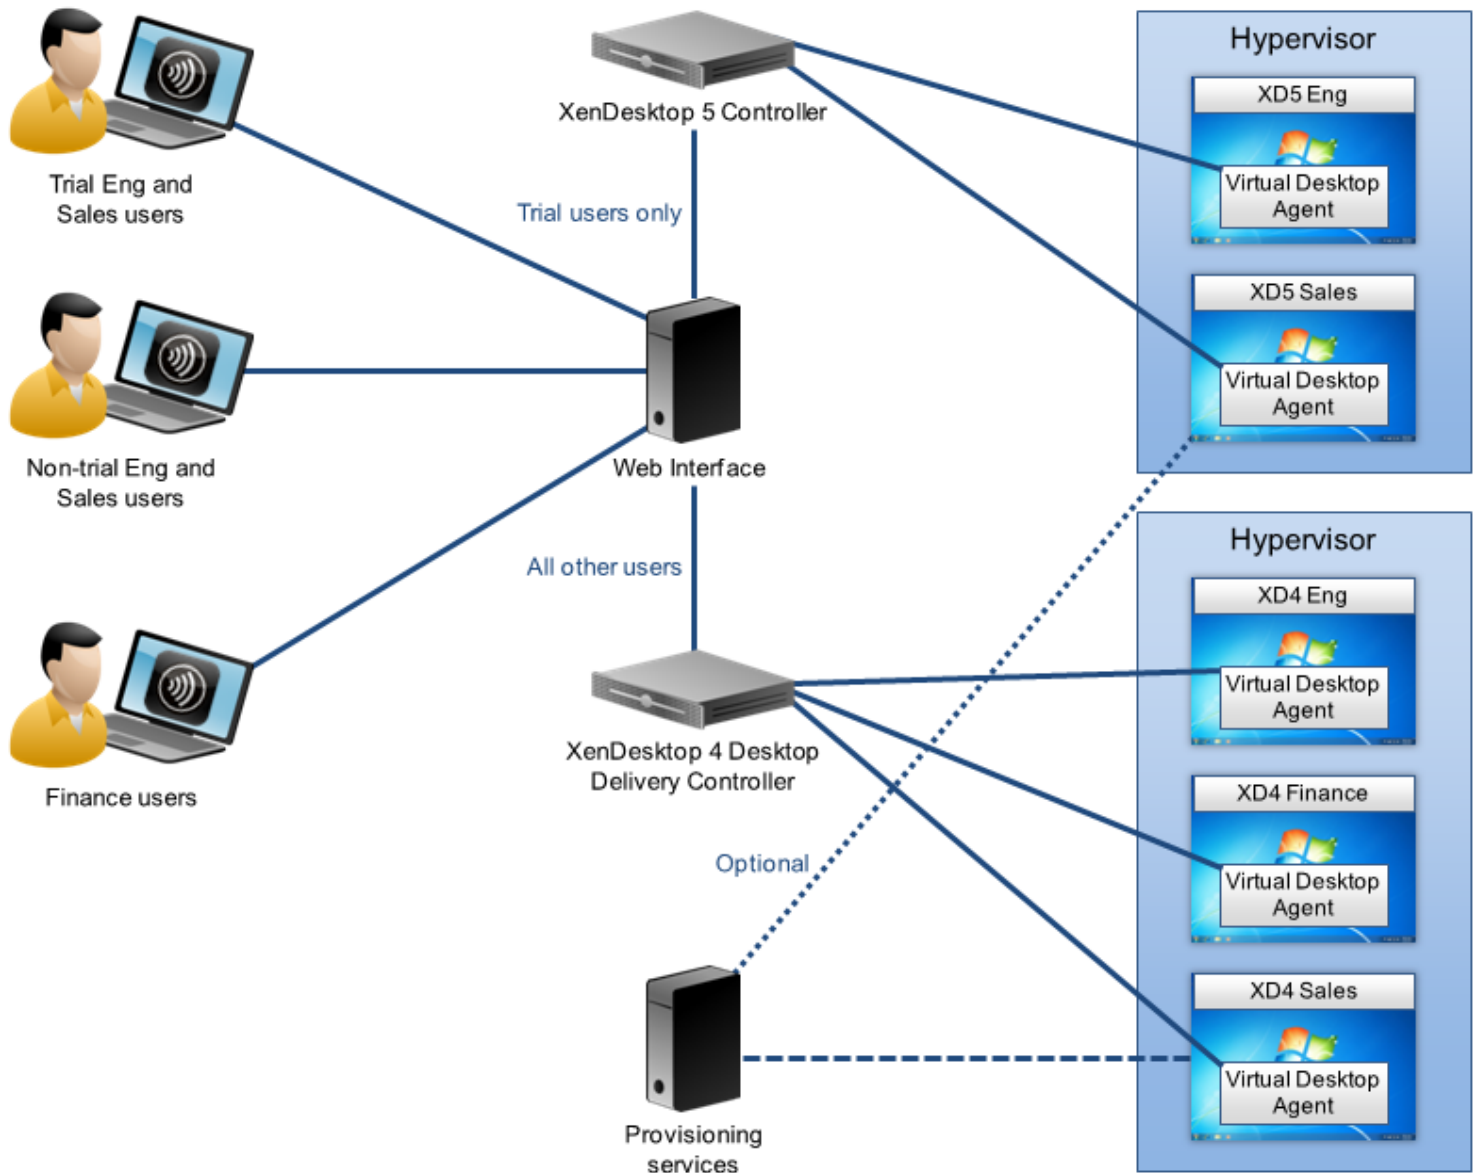 Trial Eng and
Sales users
Non-trial Eng and
Sales users
Finance users
XenDesktop 5 Controller
Trial users only
Web Interface
All other users
XenDesktop 4 Desktop
Delivery Controller
Optional
Provisioning
services
Hypervisor
XD5 Eng
Virtual Desktop
Agent
XD5 Sales
Virtual Desktop
Agent
Hypervisor
XD4 Eng
Virtual Desktop
Agent
XD4 Finance
Virtual Desktop
Agent
XD4 Sales
Virtual Desktop
Agent